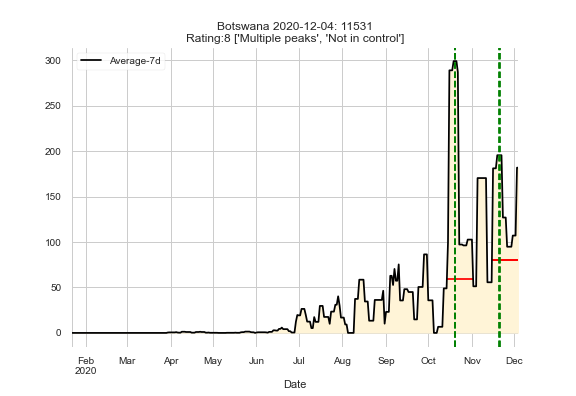 Botswana 2020-12-04: 11531
Rating:8 ['Multiple peaks', 'Not in control']
Average-7d
300
250
200
150
100
50
0
Feb Mar Apr May Jun Jul Aug Sep Oct Nov Dec
2020
Date